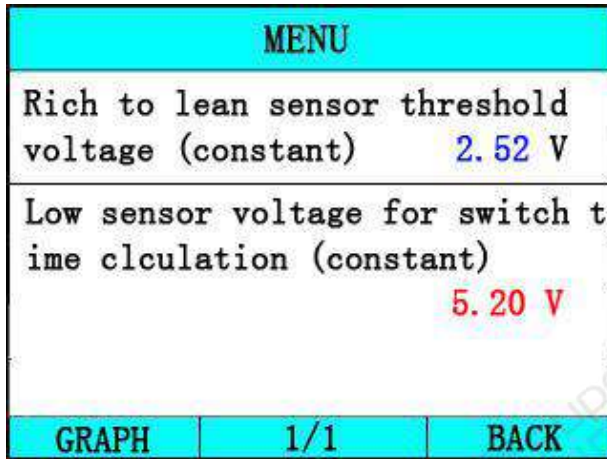 MENU
Rich to lean sensor threshold
voltage (constant) 2.52 V
Low sensor voltage for switch t
ime clculation (constant)
5.20 V
GRAPH 1/1 BACK